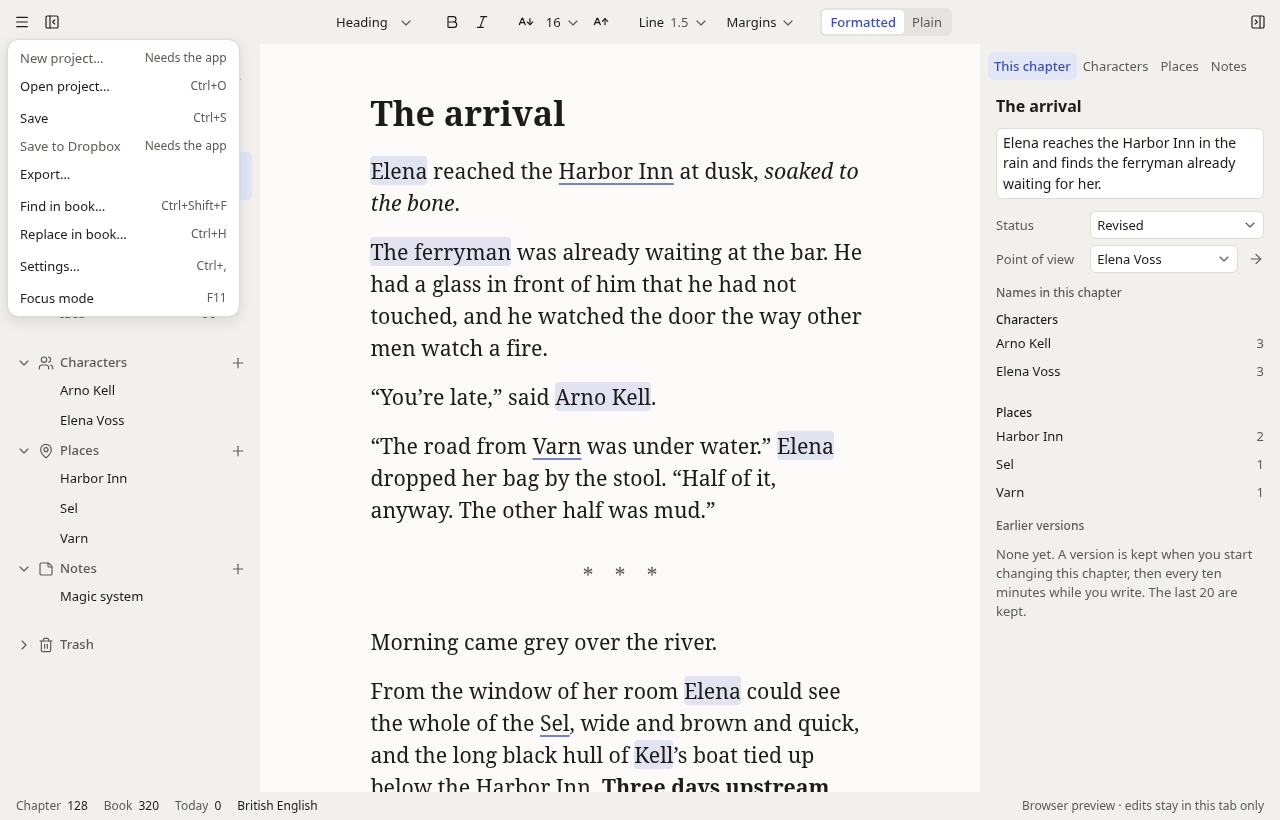 Heading
B I
16
Line 1.5
Margins
Formatted Plain
New project... Needs the app
Open project... Ctrl+O
Save Ctrl+S
Save to Dropbox Needs the app
Export...
Find in book... Ctrl+Shift+F
Replace in book... Ctrl+H
Settings... Ctrl+,
Focus mode F11
Characters
Arno Kell
Elena Voss
Places
Harbor Inn
Sel
Varn
Notes
Magic system
Trash
The arrival
Elena reached the Harbor Inn at dusk, soaked to
the bone.
The ferryman was already waiting at the bar. He
had a glass in front of him that he had not
touched, and he watched the door the way other
men watch a fire.
“You’re late,” said Arno Kell.
“The road from Varn was under water.” Elena
dropped her bag by the stool. “Half of it,
anyway. The other half was mud.”
* * *
Morning came grey over the river.
From the window of her room Elena could see
the whole of the Sel, wide and brown and quick,
and the long black hull of Kell’s boat tied up
below the Harbor Inn. Three days upstream
This chapter Characters Places Notes
The arrival
Elena reaches the Harbor Inn in the
rain and finds the ferryman already
waiting for her.
Status Revised
Point of view Elena Voss
Names in this chapter
Characters
Arno Kell 3
Elena Voss 3
Places
Harbor Inn 2
Sel 1
Varn 1
Earlier versions
None yet. A version is kept when you start
changing this chapter, then every ten
minutes while you write. The last 20 are
kept.
Chapter 128 Book 320 Today 0 British English
Browser preview · edits stay in this tab only